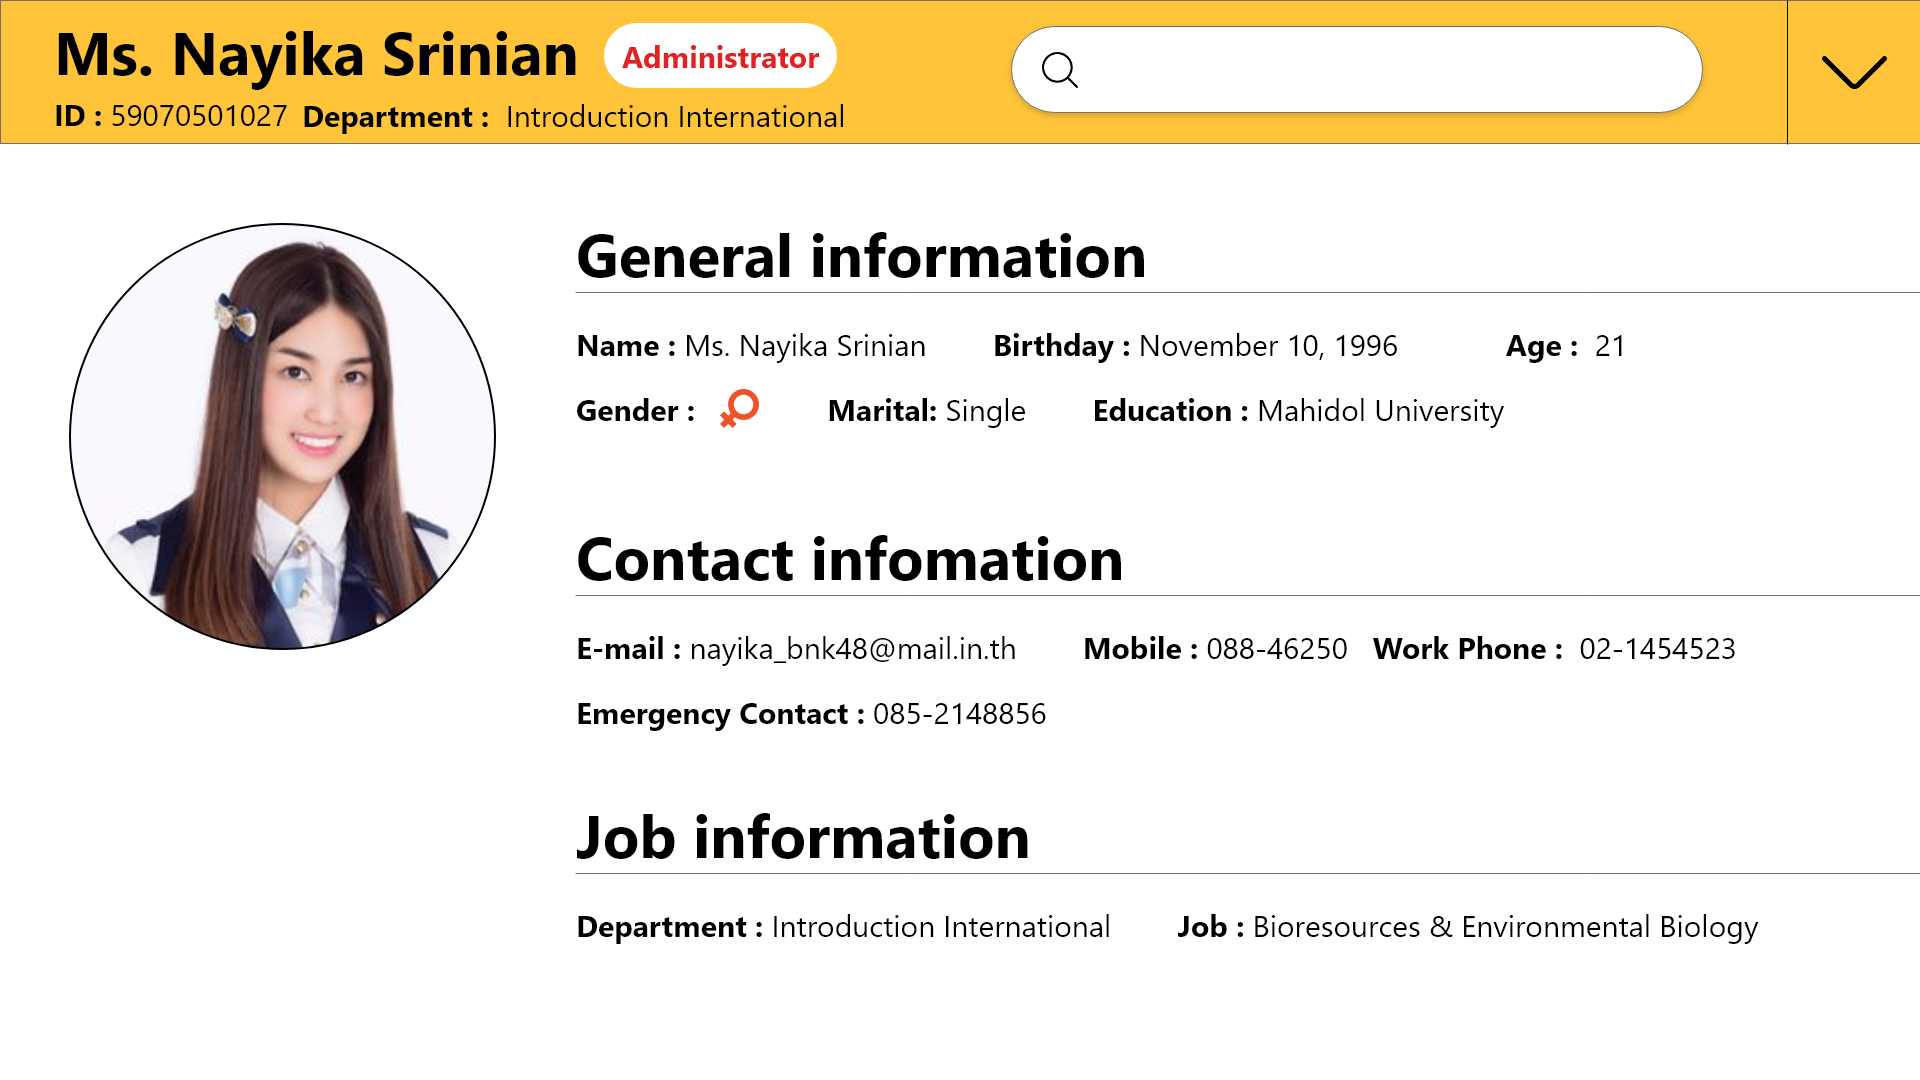 Ms. Nayika Srinian Administrator
ID : 59070501027 Department : Introduction International
General information
Name : Ms. Nayika Srinian Birthday : November 10, 1996 Age : 21
Gender : Marital: Single Education : Mahidol University
Contact infomation
E-mail : nayika_bnk48@mail.in.th Mobile : 088-46250 Work Phone : 02-1454523
Emergency Contact : 085-2148856
Job information
Department : Introduction International Job : Bioresources & Environmental Biology